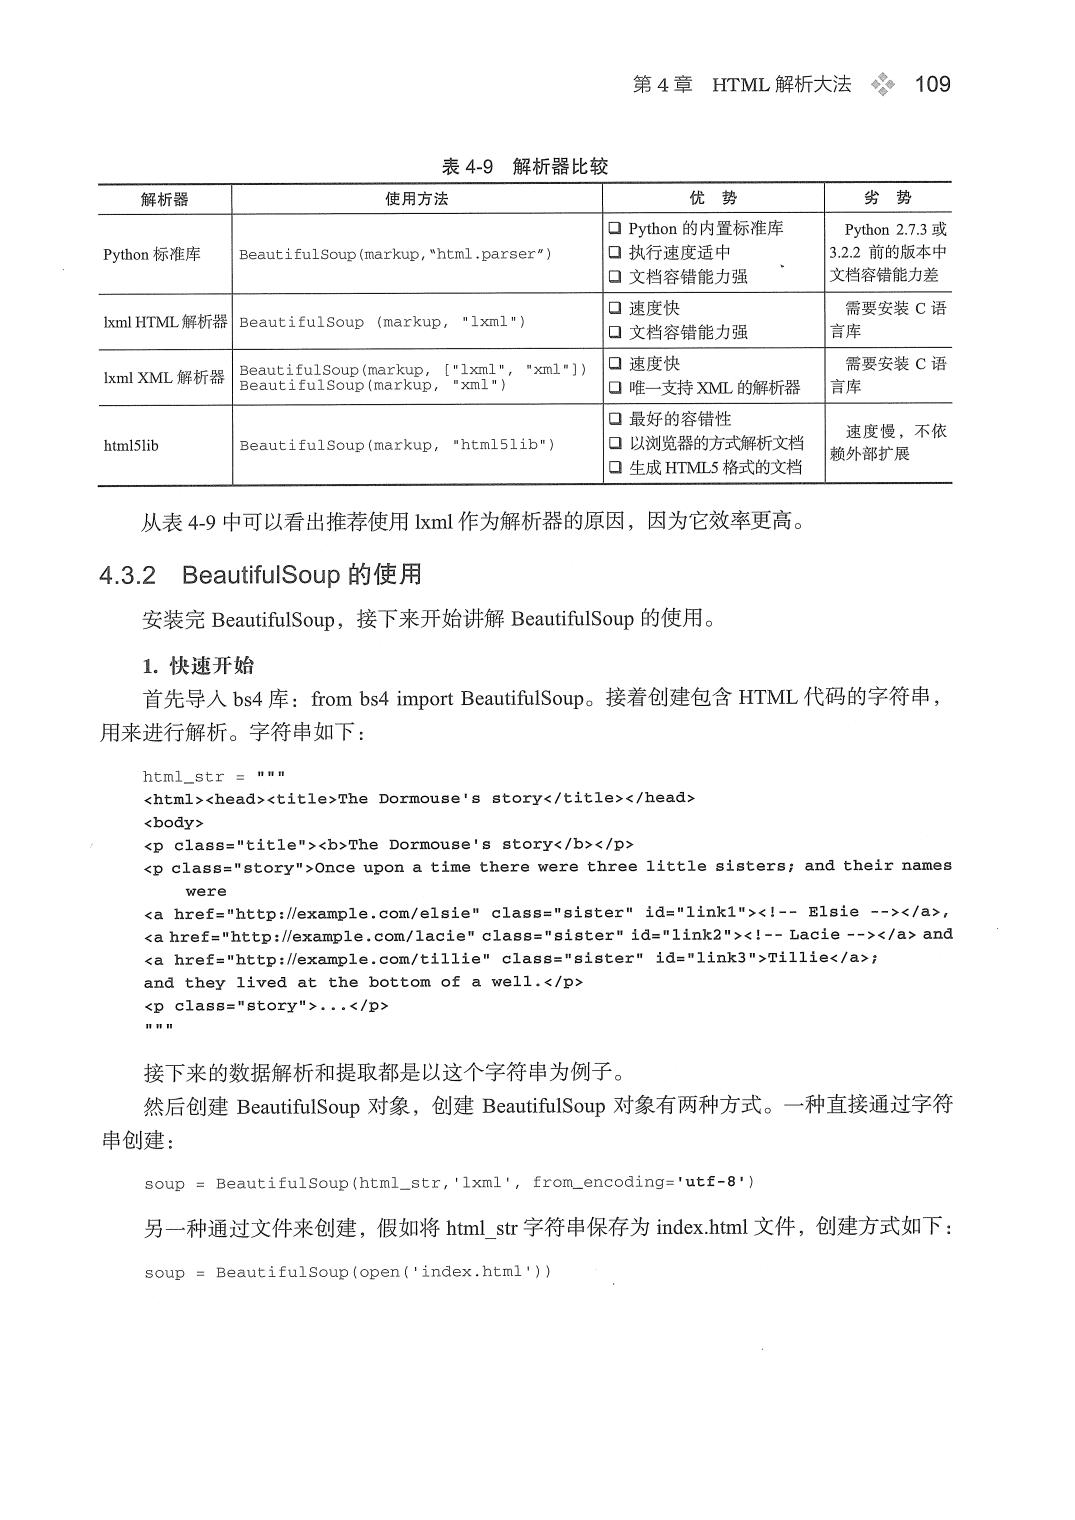 第 4 章 HTML 解析大法 109
表 4-9 解析器比较
解析器 使用方法 优 势 劣 势
Python 标准库 BeautifulSoup(markup,"html.parser")
❑ Python 的内置标准库
❑ 执行速度适中
❑ 文档容错能力强
Python 2.7.3 或
3.2.2 前的版本中
文档容错能力差
lxml HTML 解析器 BeautifulSoup (markup, "lxml")
❑ 速度快
❑ 文档容错能力强
需要安装 C 语
言库
lxml XML 解析器
BeautifulSoup(markup, ["lxml", "xml"])
BeautifulSoup(markup, "xml")
❑ 速度快
❑ 唯一支持 XML 的解析器
需要安装 C 语
言库
html5lib BeautifulSoup(markup, "html5lib")
❑ 最好的容错性
❑ 以浏览器的方式解析文档
❑ 生成 HTML5 格式的文档
速度慢，不依
赖外部扩展
从表 4-9 中可以看出推荐使用 lxml 作为解析器的原因，因为它效率更高。
4.3.2 BeautifulSoup 的使用
安装完 BeautifulSoup，接下来开始讲解 BeautifulSoup 的使用。
1. 快速开始
首先导入 bs4 库：from bs4 import BeautifulSoup。接着创建包含 HTML 代码的字符串，
用来进行解析。字符串如下：
html_str = """
<html><head><title>The Dormouse's story</title></head>
<body>
<p class="title"><b>The Dormouse's story</b></p>
<p class="story">Once upon a time there were three little sisters; and their names
were
<a href="http://example.com/elsie" class="sister" id="link1"><!-- Elsie --></a>,
<a href="http://example.com/lacie" class="sister" id="link2"><!-- Lacie --></a> and
<a href="http://example.com/tillie" class="sister" id="link3">Tillie</a>;
and they lived at the bottom of a well.</p>
<p class="story">...</p>
"""
接下来的数据解析和提取都是以这个字符串为例子。
然后创建 BeautifulSoup 对象，创建 BeautifulSoup 对象有两种方式。一种直接通过字符
串创建：
soup = BeautifulSoup(html_str,'lxml', from_encoding='utf-8')
另一种通过文件来创建，假如将 html_str 字符串保存为 index.html 文件，创建方式如下：
soup = BeautifulSoup(open('index.html'))